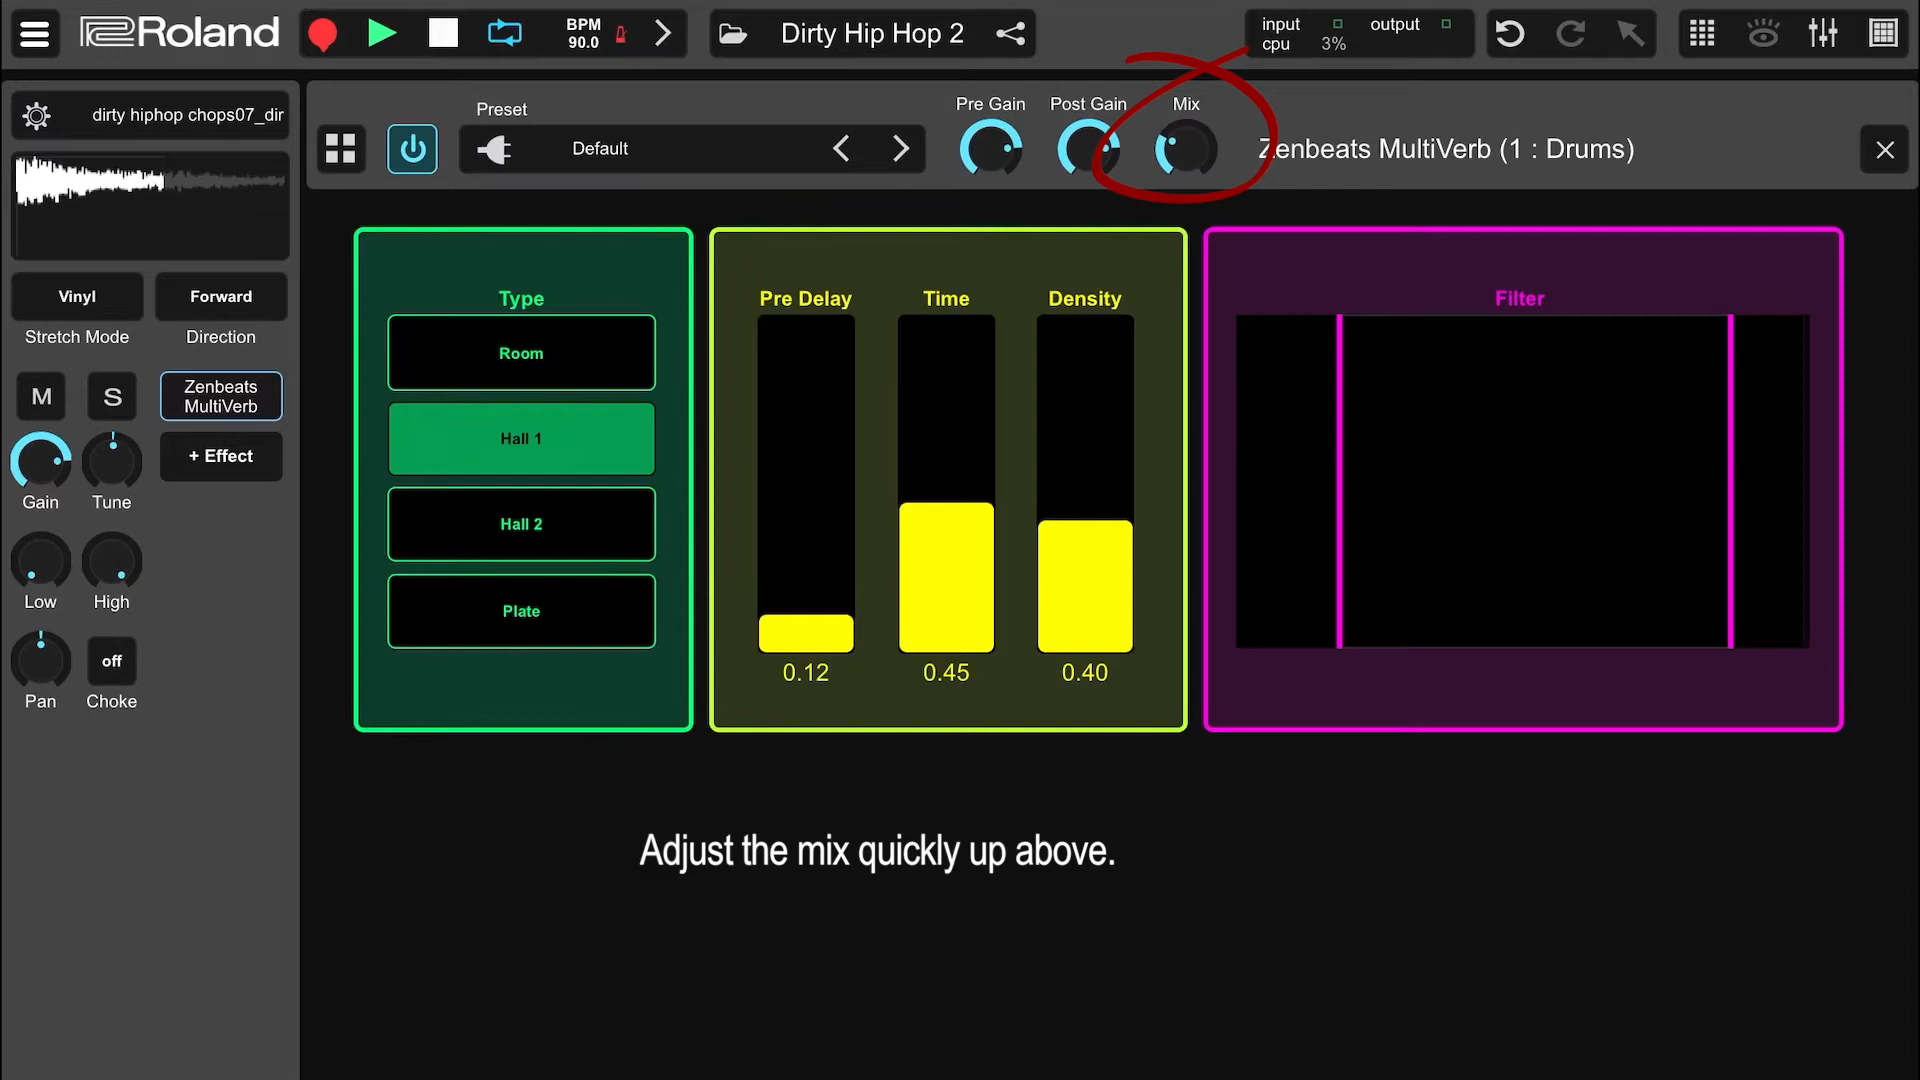 Roland
BPM
90.0
Dirty Hip Hop 2
input
output
cpu
3%
dirty hiphop chops07_dir
Preset
Default
Pre Gain
Post Gain
Mix
Zenbeats MultiVerb (1 : Drums)
Vinyl
Forward
Stretch Mode
Direction
M
S
Zenbeats
MultiVerb
+ Effect
Gain
Tune
Low
High
Pan
off
Choke
Type
Room
Hall 1
Hall 2
Plate
Pre Delay
Time
Density
0.12
0.45
0.40
Filter
Adjust the mix quickly up above.